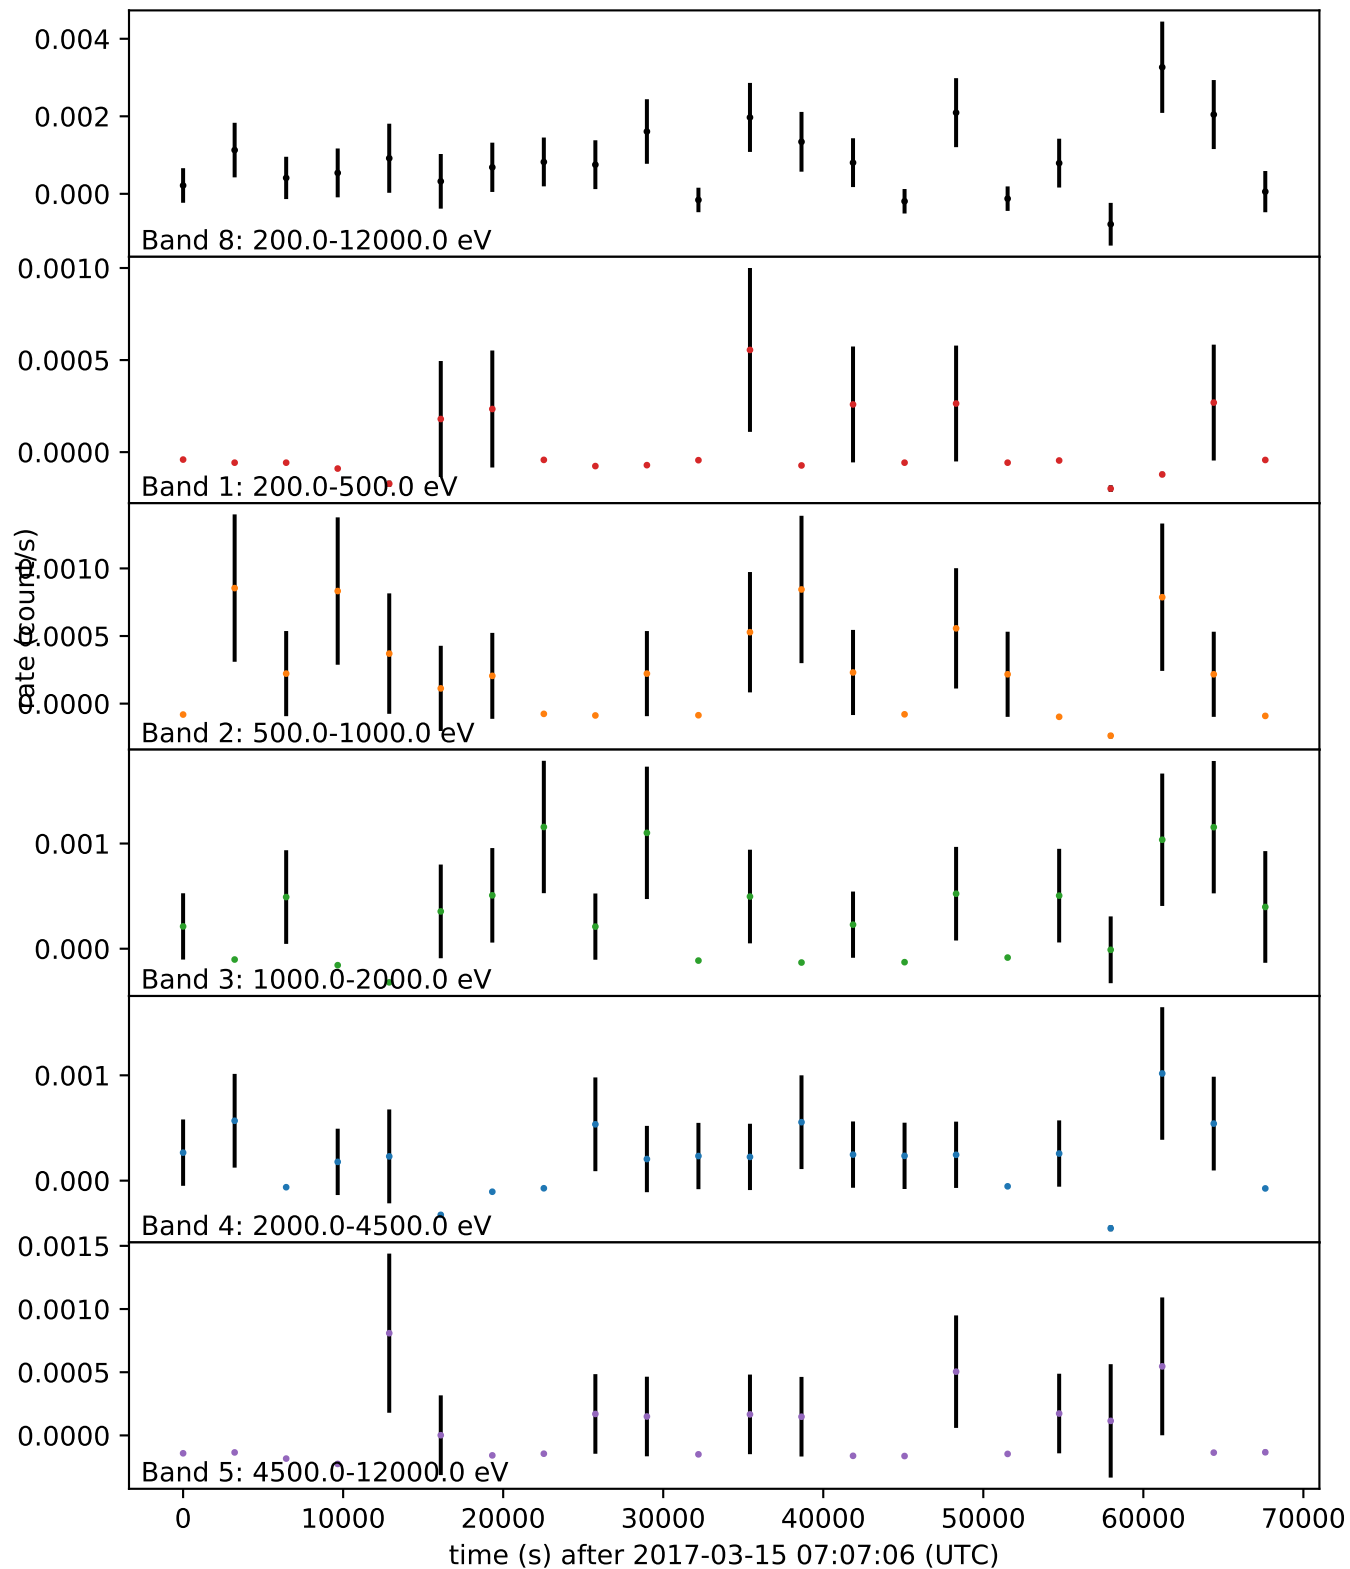 0.004
0.002
0.000
Band 8: 200.0-12000.0 eV
0.0010
0.0005
0.0000
Band 1: 200.0-500.0 eV
rate (count/s)
0.0010
0.0005
0.0000
Band 2: 500.0-1000.0 eV
0.001
0.000
Band 3: 1000.0-2000.0 eV
0.001
0.000
Band 4: 2000.0-4500.0 eV
0.0015
0.0010
0.0005
0.0000
Band 5: 4500.0-12000.0 eV
0 10000 20000 30000 40000 50000 60000 70000
time (s) after 2017-03-15 07:07:06 (UTC)